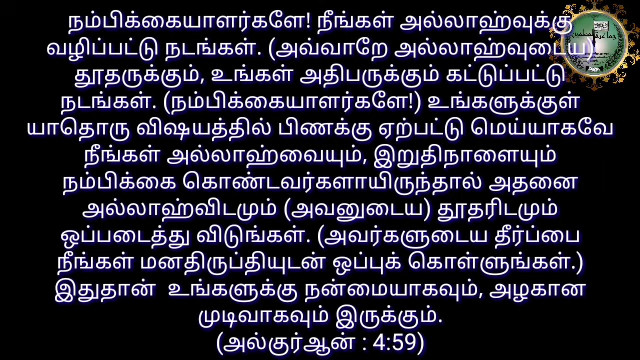 நம்பிக்கையாளர்களே! நீங்கள் அல்லாஹ்வுக்கு
வழிப்பட்டு நடங்கள். (அவ்வாறே அல்லாஹ்வுடைய)
தூதருக்கும், உங்கள் அதிபருக்கும் கட்டுப்பட்டு
நடங்கள். (நம்பிக்கையாளர்களே!) உங்களுக்குள்
யாதொரு விஷயத்தில் பிணக்கு ஏற்பட்டு மெய்யாகவே
நீங்கள் அல்லாஹ்வையும், இறுதிநாளையும்
நம்பிக்கை கொண்டவர்களாயிருந்தால் அதனை
அல்லாஹ்விடமும் (அவனுடைய) தூதரிடமும்
ஒப்படைத்து விடுங்கள். (அவர்களுடைய தீர்ப்பை
நீங்கள் மனதிருப்தியுடன் ஒப்புக் கொள்ளுங்கள்.)
இதுதான் உங்களுக்கு நன்மையாகவும், அழகான
முடிவாகவும் இருக்கும்.
(அல்குர்ஆன் : 4:59)